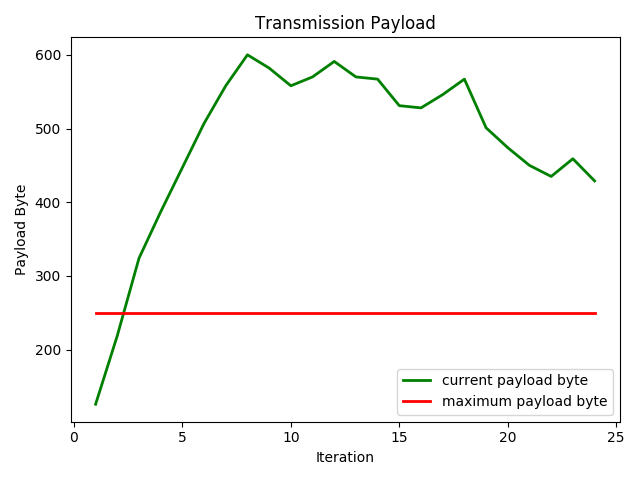 Transmission Payload
600
500
400
300
200
Payload Byte
0
5
10
15
20
25
Iteration
current payload byte
maximum payload byte